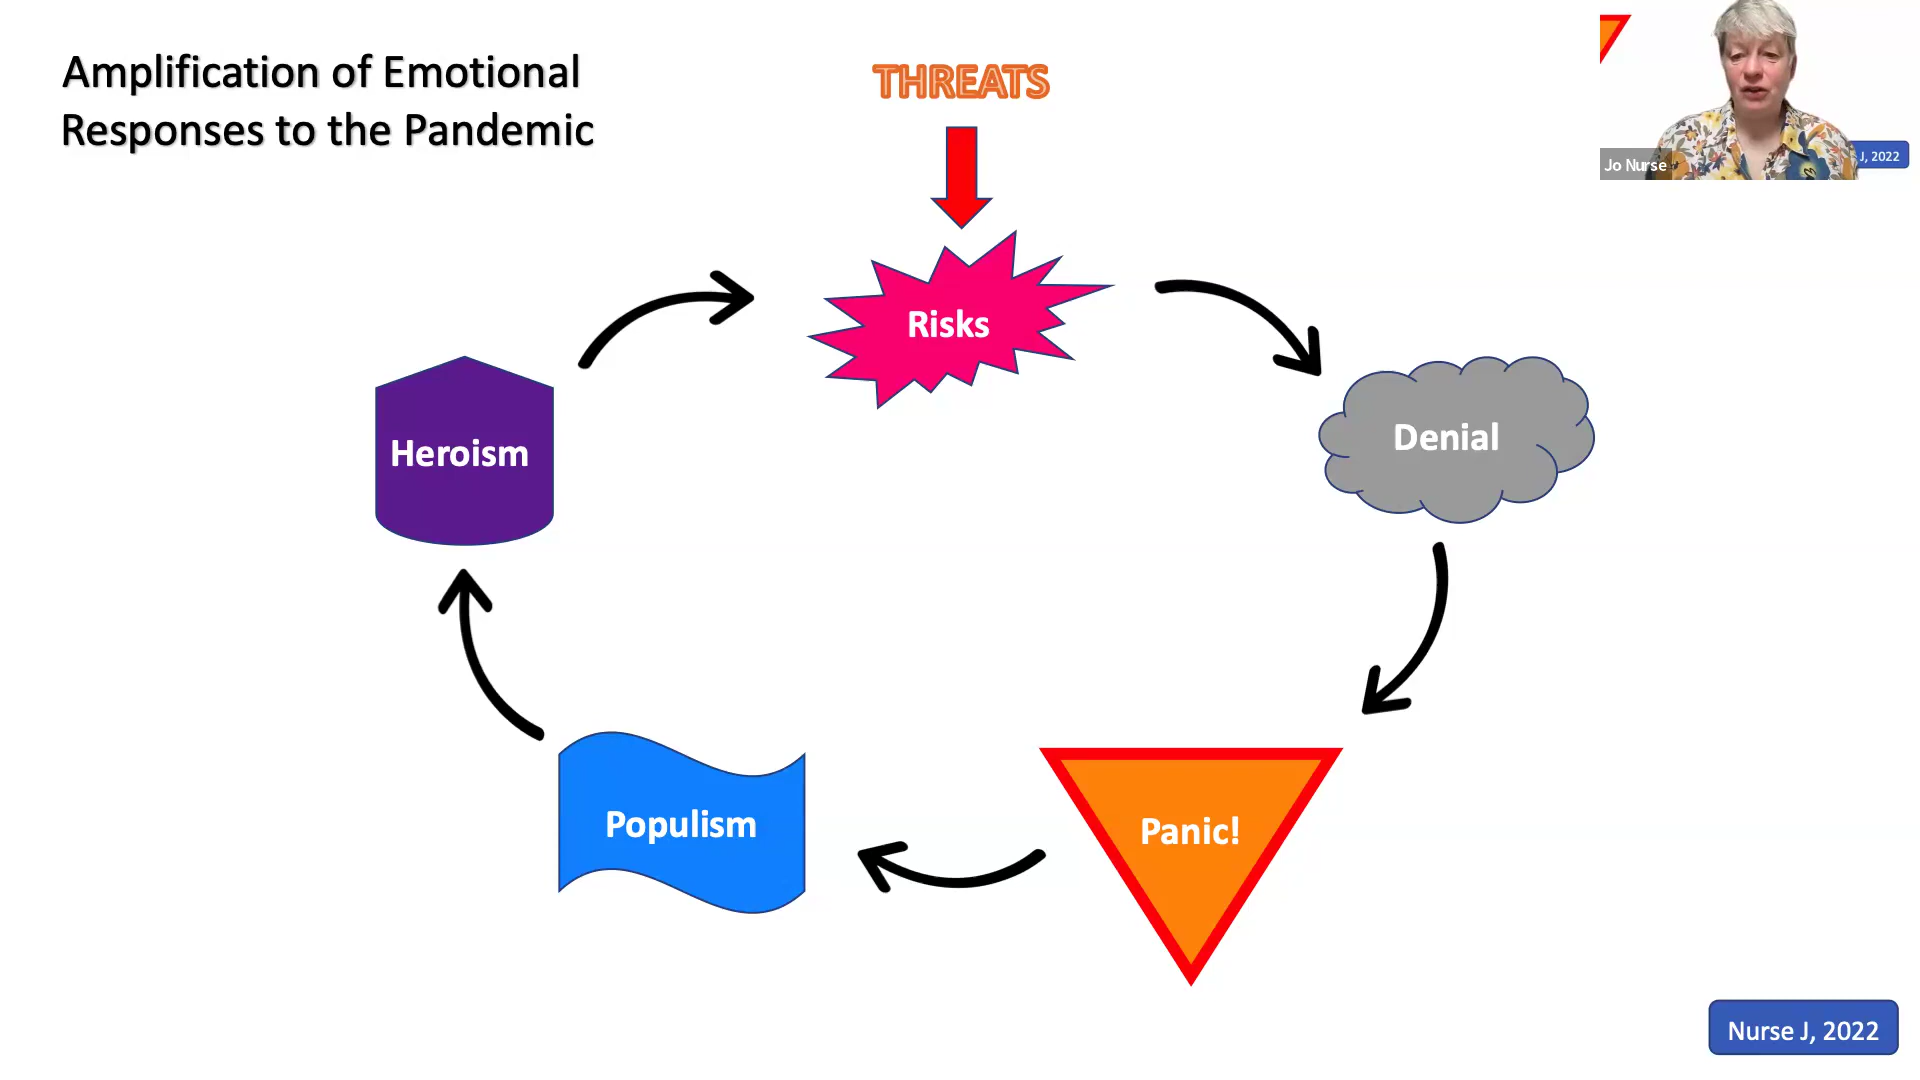 Amplification of Emotional
Responses to the Pandemic
THREATS
Jo Nurse
J, 2022
Risks
Heroism
Denial
Populism
Panic!
Nurse J, 2022